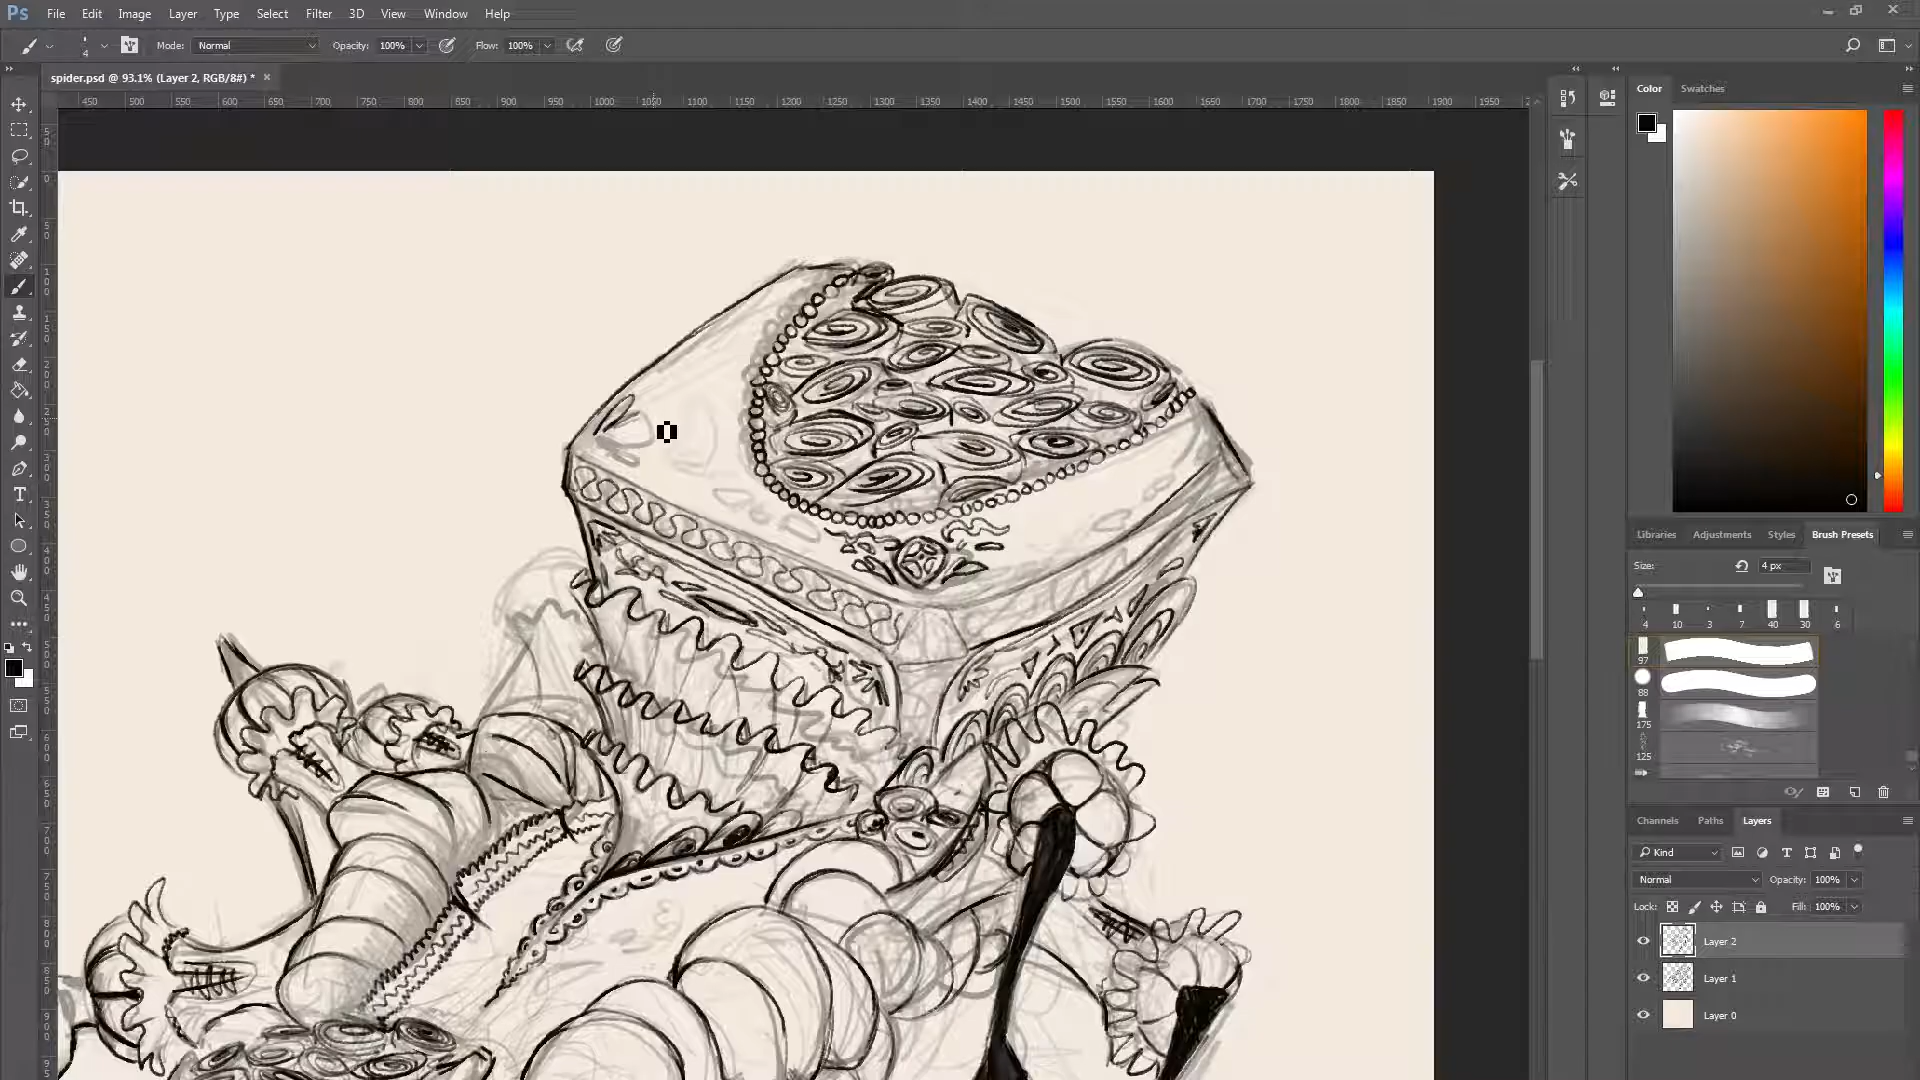 Ps File Edit Image Layer Type Select Filter 3D View Window Help
4 Mode: Normal Opacity: 100% Flow: 100%
spider.psd @ 93.1% (Layer 2, RGB/8#) * ×
450 500 550 600 650 700 750 800 850 900 950 1000 1050 1100 1150 1200 1250 1300 1350 1400 1450 1500 1550 1600 1650 1700 1750 1800 1850 1900 1950
Color Swatches
Libraries Adjustments Styles Brush Presets
Size: 4 px
4 10 3 7 40 30 6
97
88
175
125
Channels Paths Layers
Kind
Normal Opacity: 100%
Lock: Fill: 100%
Layer 2
Layer 1
Layer 0